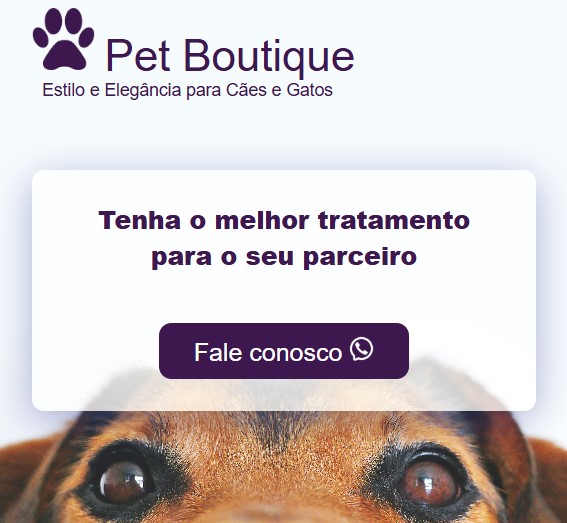 Pet Boutique
Estilo e Elegância para Cães e Gatos
Tenha o melhor tratamento
para o seu parceiro
Fale conosco